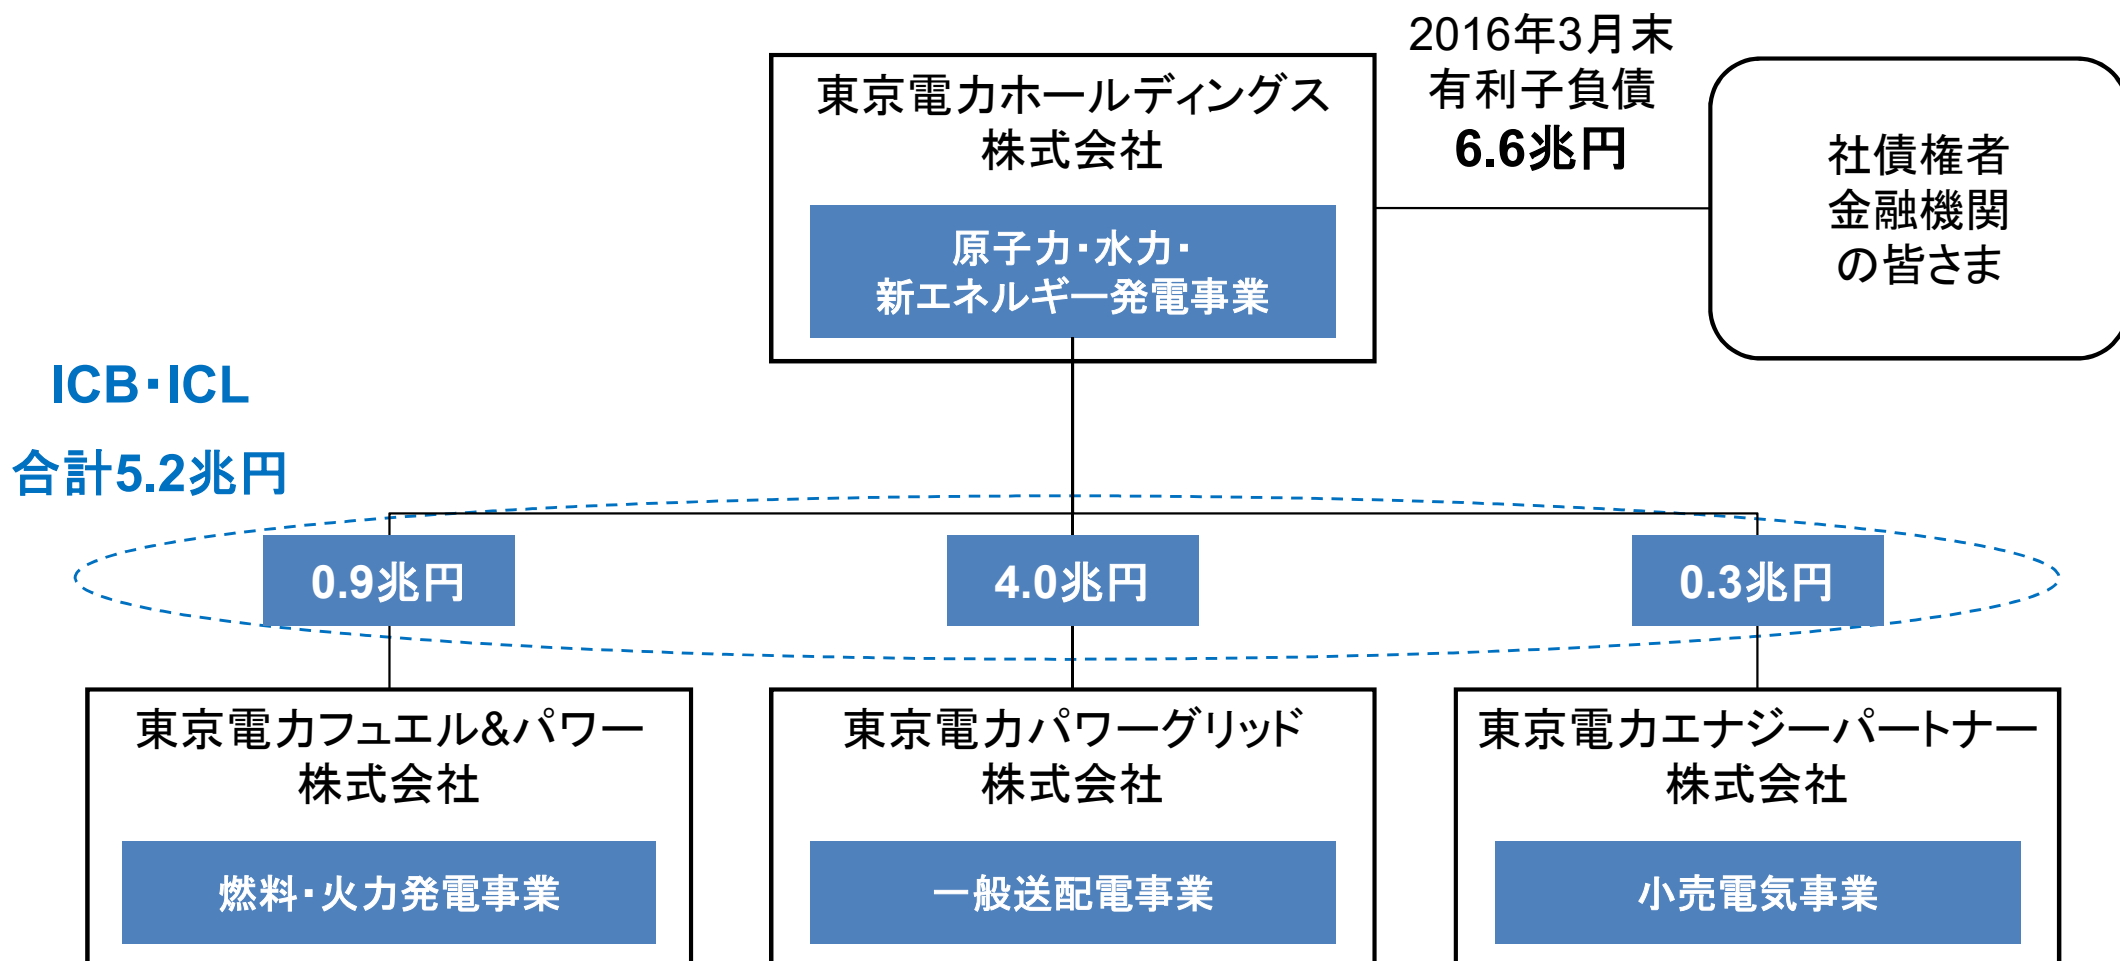 2016年3月末
有利子負債
6.6兆円
東京電力ホールディングス
株式会社
原子力・水力・
新エネルギー発電事業
社債権者
金融機関
の皆さま
ICB・ICL
合計5.2兆円
0.9兆円
4.0兆円
0.3兆円
東京電力フュエル&パワー
株式会社
燃料・火力発電事業
東京電力パワーグリッド
株式会社
一般送配電事業
東京電力エナジーパートナー
株式会社
小売電気事業